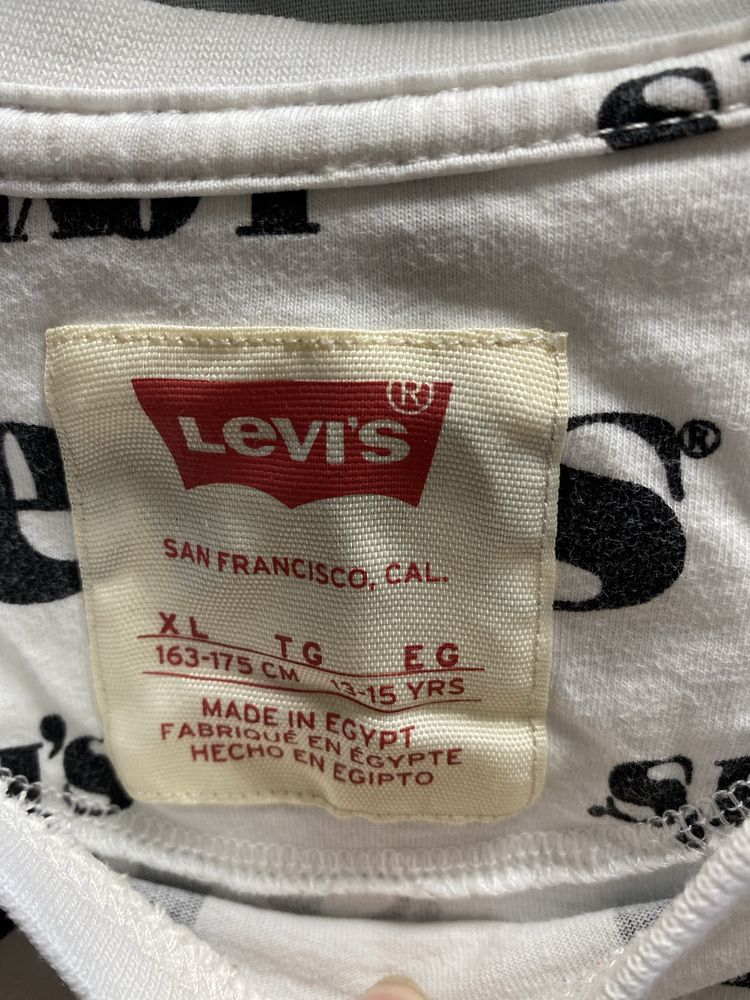 LEVI'S®
SAN FRANCISCO, CAL.
XL TG EG
163-175 CM 13-15 YRS
MADE IN EGYPT
FABRIQUÉ EN ÉGYPTE
HECHO EN EGIPTO